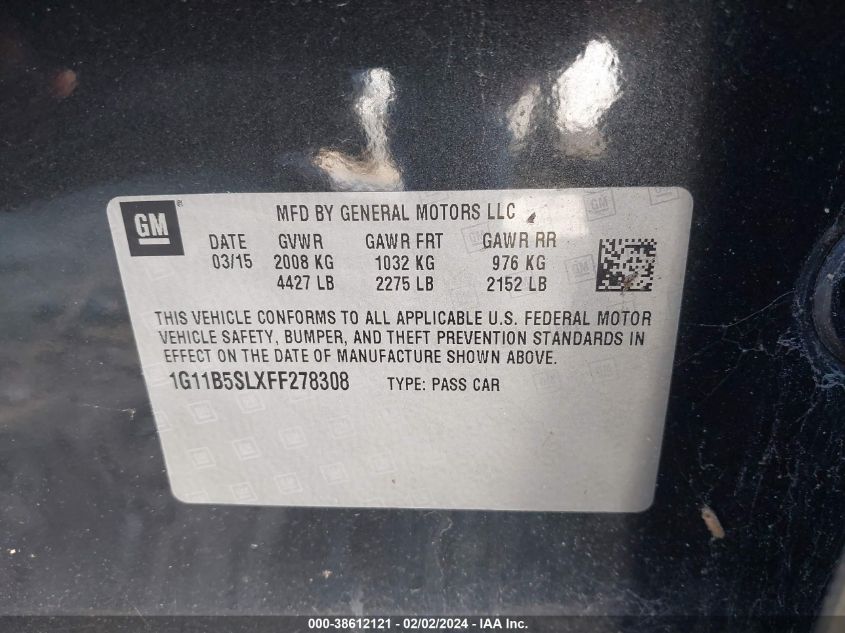 GM
MFD BY GENERAL MOTORS LLC
DATE GVWR GAWR FRT GAWR RR
03/15 2008 KG 1032 KG 976 KG
4427 LB 2275 LB 2152 LB
THIS VEHICLE CONFORMS TO ALL APPLICABLE U.S. FEDERAL MOTOR
VEHICLE SAFETY, BUMPER, AND THEFT PREVENTION STANDARDS IN
EFFECT ON THE DATE OF MANUFACTURE SHOWN ABOVE.
1G11B5SLXFF278308 TYPE: PASS CAR
000-38612121 - 02/02/2024 - IAA Inc.